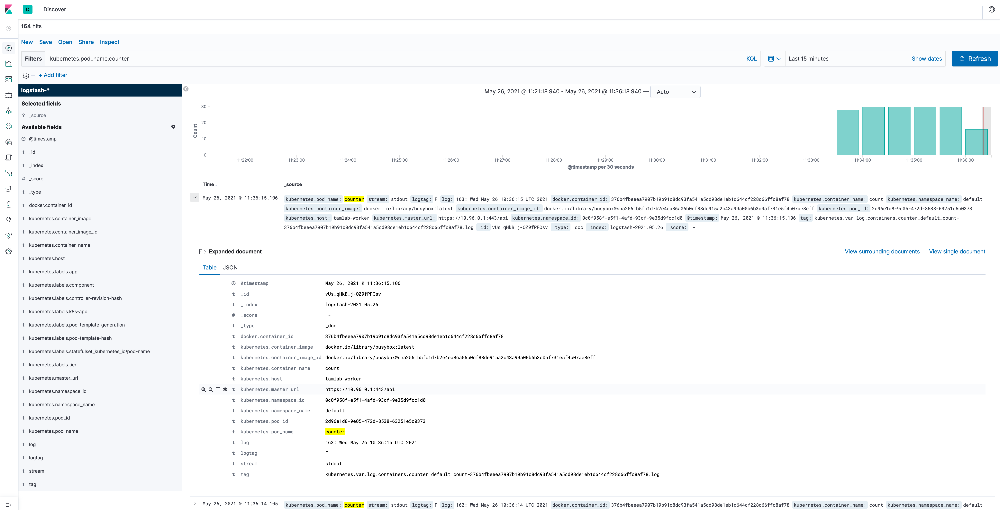 D Discover
164 hits
New Save Open Share Inspect
Filters kubernetes.pod_name:counter KQL Last 15 minutes Show dates Refresh
+ Add filter
logstash-*
Selected fields
? _source
Available fields
@timestamp
t _id
t _index
# _score
t _type
t docker.container_id
t kubernetes.container_image
t kubernetes.container_image_id
t kubernetes.container_name
t kubernetes.host
t kubernetes.labels.app
t kubernetes.labels.component
t kubernetes.labels.controller-revision-hash
t kubernetes.labels.k8s-app
t kubernetes.labels.pod-template-generation
t kubernetes.labels.pod-template-hash
t kubernetes.labels.statefulset_kubernetes_io/pod-name
t kubernetes.labels.tier
t kubernetes.master_url
t kubernetes.namespace_id
t kubernetes.namespace_name
t kubernetes.pod_id
t kubernetes.pod_name
t log
t logtag
t stream
t tag
May 26, 2021 @ 11:21:18.940 - May 26, 2021 @ 11:36:18.940 — Auto
30
20
10
0
Count
11:22:00 11:23:00 11:24:00 11:25:00 11:26:00 11:27:00 11:28:00 11:29:00 11:30:00 11:31:00 11:32:00 11:33:00 11:34:00 11:35:00 11:36:00
@timestamp per 30 seconds
Time _source
May 26, 2021 @ 11:36:15.106 kubernetes.pod_name: counter stream: stdout logtag: F log: 163: Wed May 26 10:36:15 UTC 2021 docker.container_id: 376b4fbeeea7907b19b91c8dc93fa541a5cd98de1eb1d644cf228d66ffc8af78 kubernetes.container_name: count kubernetes.namespace_name: default
kubernetes.container_image: docker.io/library/busybox:latest kubernetes.container_image_id: docker.io/library/busybox@sha256:b5fc1d7b2e4ea86a06b0cf88de915a2c43a99a00b6b3c0af731e5f4c07ae8eff kubernetes.pod_id: 2d96e1d8-9e05-472d-8538-63251e5c0373
kubernetes.host: tamlab-worker kubernetes.master_url: https://10.96.0.1:443/api kubernetes.namespace_id: 0c0f958f-e5f1-4afd-93cf-9e35d9fcc1d0 @timestamp: May 26, 2021 @ 11:36:15.106 tag: kubernetes.var.log.containers.counter_default_count-
376b4fbeeea7907b19b91c8dc93fa541a5cd98de1eb1d644cf228d66ffc8af78.log _id: vUs_qHkB_j-QZ9fPFQsv _type: _doc _index: logstash-2021.05.26 _score: -
Expanded document View surrounding documents View single document
Table JSON
@timestamp May 26, 2021 @ 11:36:15.106
t _id vUs_qHkB_j-QZ9fPFQsv
t _index logstash-2021.05.26
# _score -
t _type _doc
t docker.container_id 376b4fbeeea7907b19b91c8dc93fa541a5cd98de1eb1d644cf228d66ffc8af78
t kubernetes.container_image docker.io/library/busybox:latest
t kubernetes.container_image_id docker.io/library/busybox@sha256:b5fc1d7b2e4ea86a06b0cf88de915a2c43a99a00b6b3c0af731e5f4c07ae8eff
t kubernetes.container_name count
t kubernetes.host tamlab-worker
t kubernetes.master_url https://10.96.0.1:443/api
t kubernetes.namespace_id 0c0f958f-e5f1-4afd-93cf-9e35d9fcc1d0
t kubernetes.namespace_name default
t kubernetes.pod_id 2d96e1d8-9e05-472d-8538-63251e5c0373
t kubernetes.pod_name counter
t log 163: Wed May 26 10:36:15 UTC 2021
t logtag F
t stream stdout
t tag kubernetes.var.log.containers.counter_default_count-376b4fbeeea7907b19b91c8dc93fa541a5cd98de1eb1d644cf228d66ffc8af78.log
May 26, 2021 @ 11:36:14.105 kubernetes.pod_name: counter stream: stdout logtag: F log: 162: Wed May 26 10:36:14 UTC 2021 docker.container_id: 376b4fbeeea7907b19b91c8dc93fa541a5cd98de1eb1d644cf228d66ffc8af78 kubernetes.container_name: count kubernetes.namespace_name: default